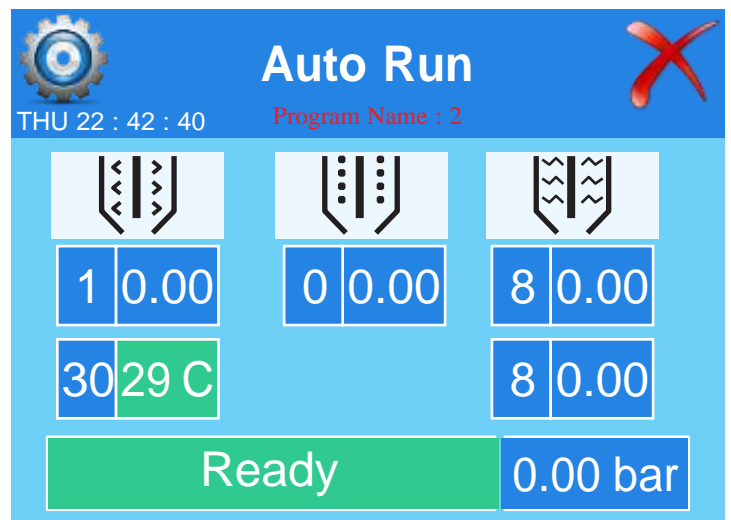 Auto Run
THU 22 : 42 : 40
Program Name : 2
1 0.00
0 0.00
8 0.00
30 29 C
8 0.00
Ready
0.00 bar